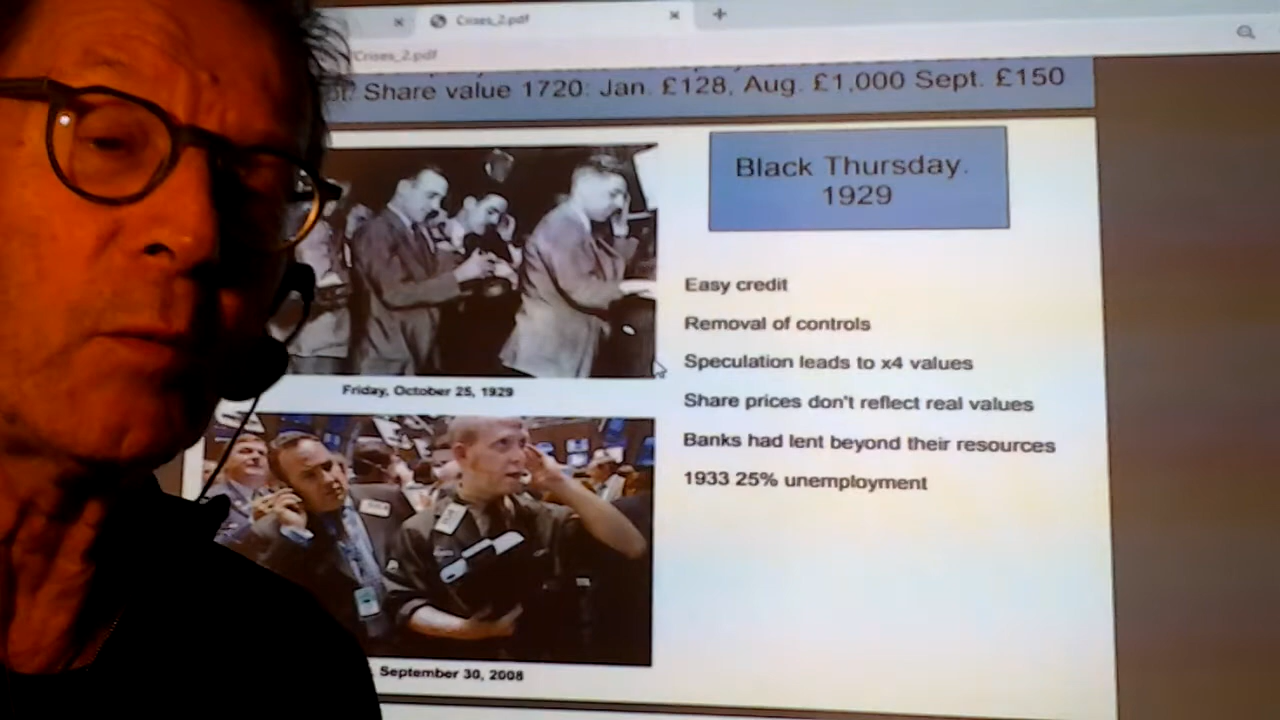 Crises_2.pdf
Crises_2.pdf
Share value 1720: Jan. £128, Aug. £1,000 Sept. £150
Black Thursday.
1929
Easy credit
Removal of controls
Speculation leads to x4 values
Share prices don't reflect real values
Banks had lent beyond their resources
1933 25% unemployment
Friday, October 25, 1929
September 30, 2008